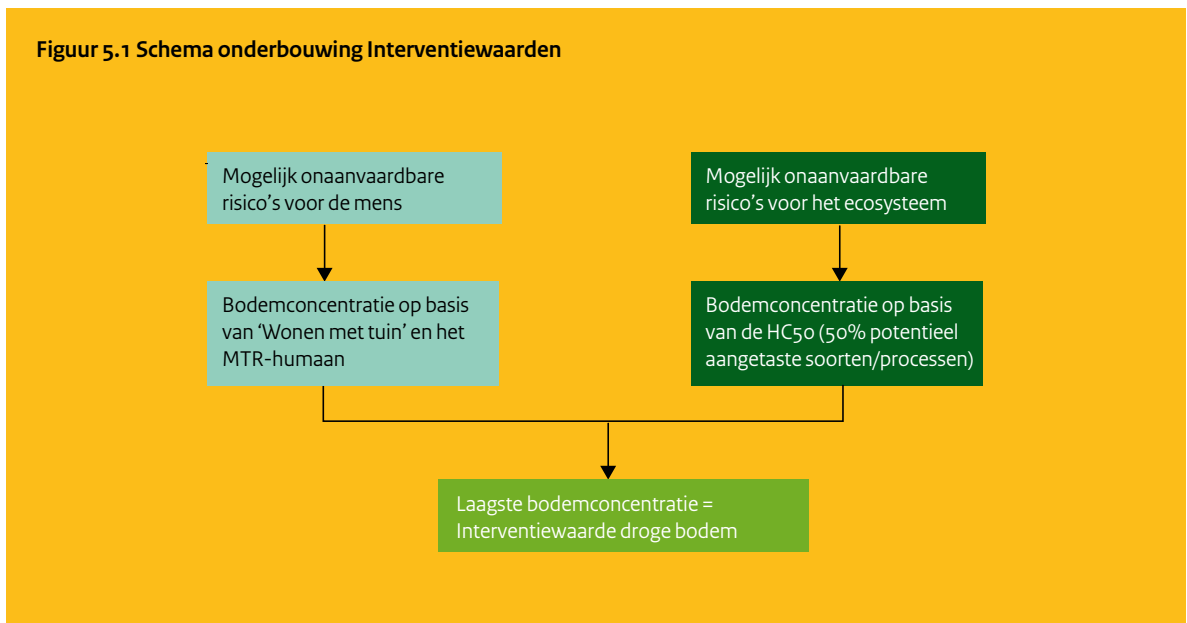 Figuur 5.1 Schema onderbouwing Interventiewaarden
Mogelijk onaanvaardbare
risico's voor de mens
Mogelijk onaanvaardbare
risico's voor het ecosysteem
Bodemconcentratie op basis
van ‘Wonen met tuin’ en het
MTR-humaan
Bodemconcentratie op basis
van de HC50 (50% potentieel
aangetaste soorten/processen)
Laagste bodemconcentratie =
Interventiewaarde droge bodem